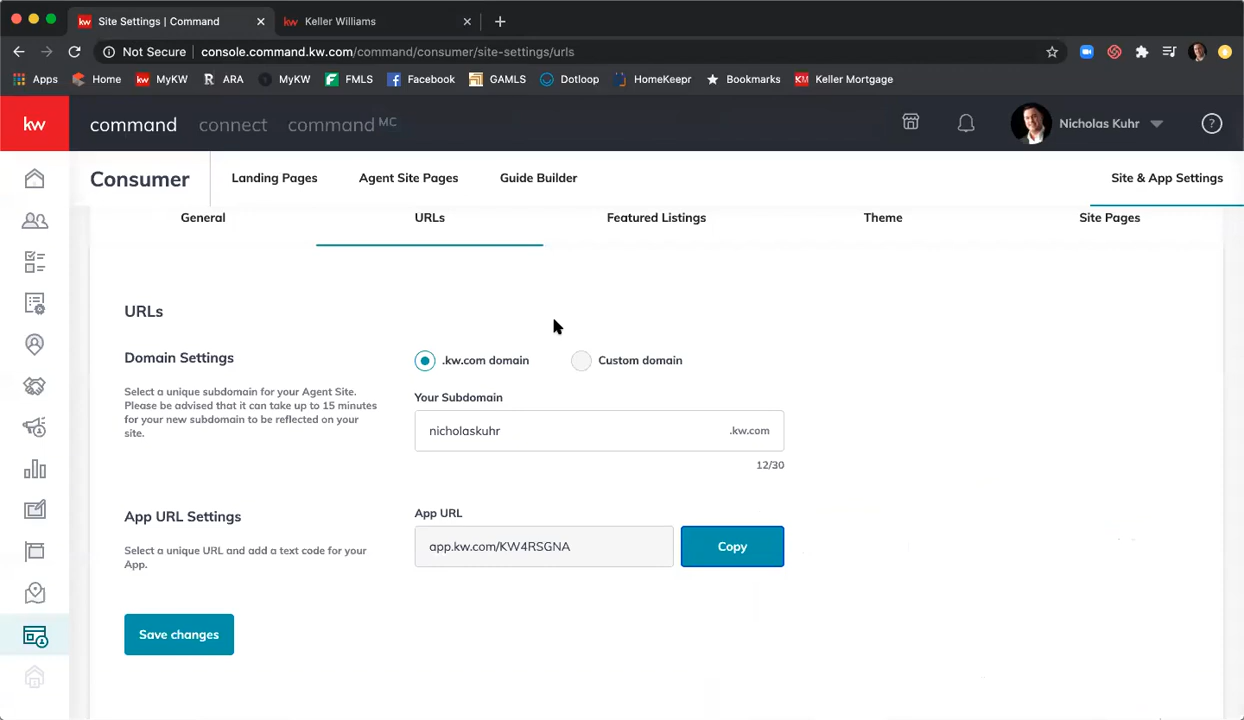 kw Site Settings | Command
kw Keller Williams
Not Secure console.command.kw.com/command/consumer/site-settings/urls
Apps Home kw MyKW R ARA MyKW FMLS Facebook GAMLS Dotloop HomeKeepr Bookmarks KM Keller Mortgage
kw command connect command MC Nicholas Kuhr ?
Consumer Landing Pages Agent Site Pages Guide Builder Site & App Settings
General URLs Featured Listings Theme Site Pages
URLs
Domain Settings
Select a unique subdomain for your Agent Site.
Please be advised that it can take up to 15 minutes
for your new subdomain to be reflected on your
site.
.kw.com domain Custom domain
Your Subdomain
nicholaskuhr .kw.com
12/30
App URL Settings
Select a unique URL and add a text code for your
App.
App URL
app.kw.com/KW4RSGNA Copy
Save changes